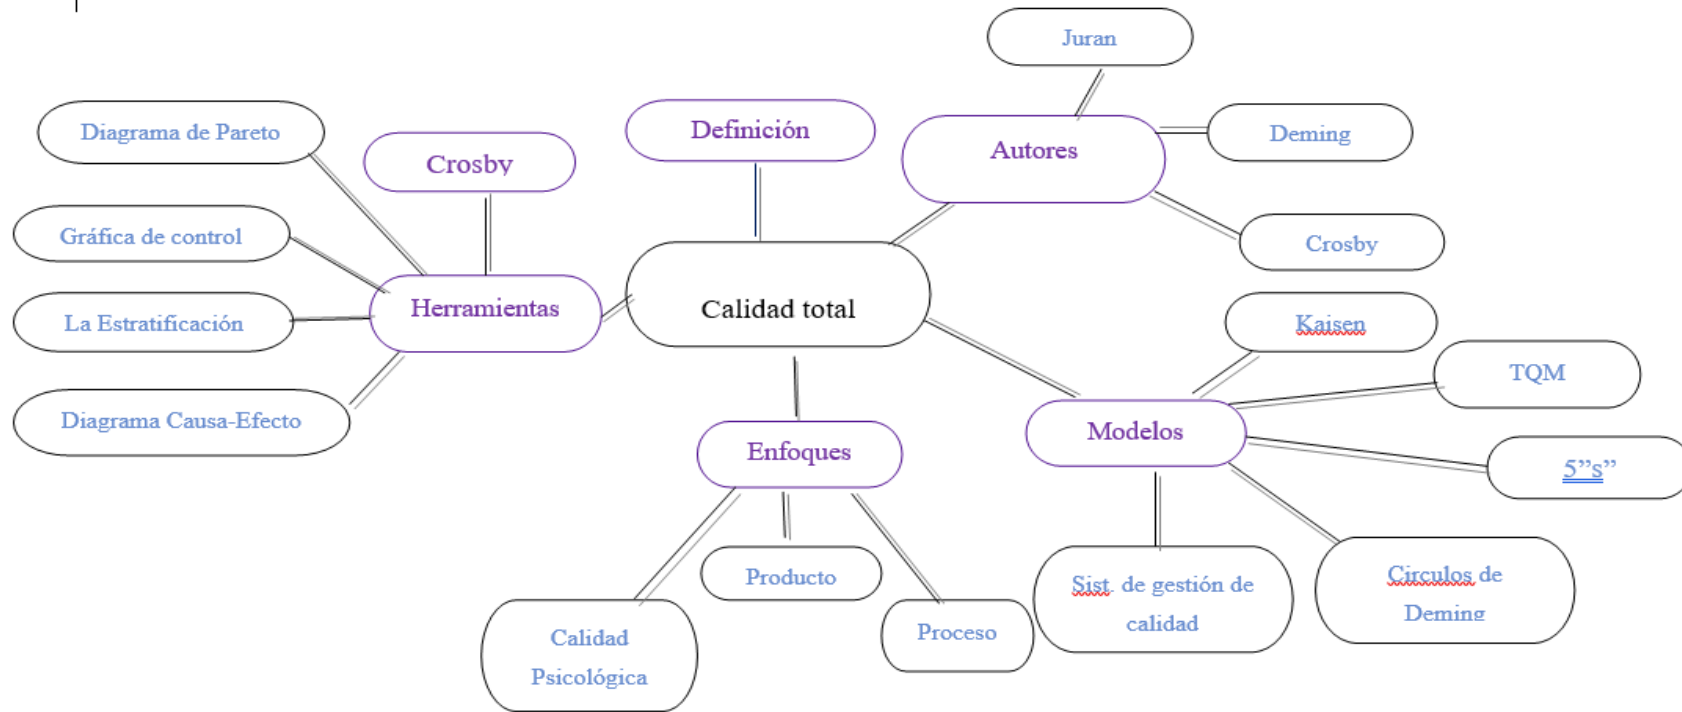 Juran
Diagrama de Pareto
Crosby
Definición
Autores
Deming
Gráfica de control
Crosby
La Estratificación
Herramientas
Calidad total
Kaisen
TQM
Diagrama Causa-Efecto
Enfoques
Modelos
5”s”
Producto
Calidad
Psicológica
Proceso
Sist. de gestión de
calidad
Circulos de
Deming